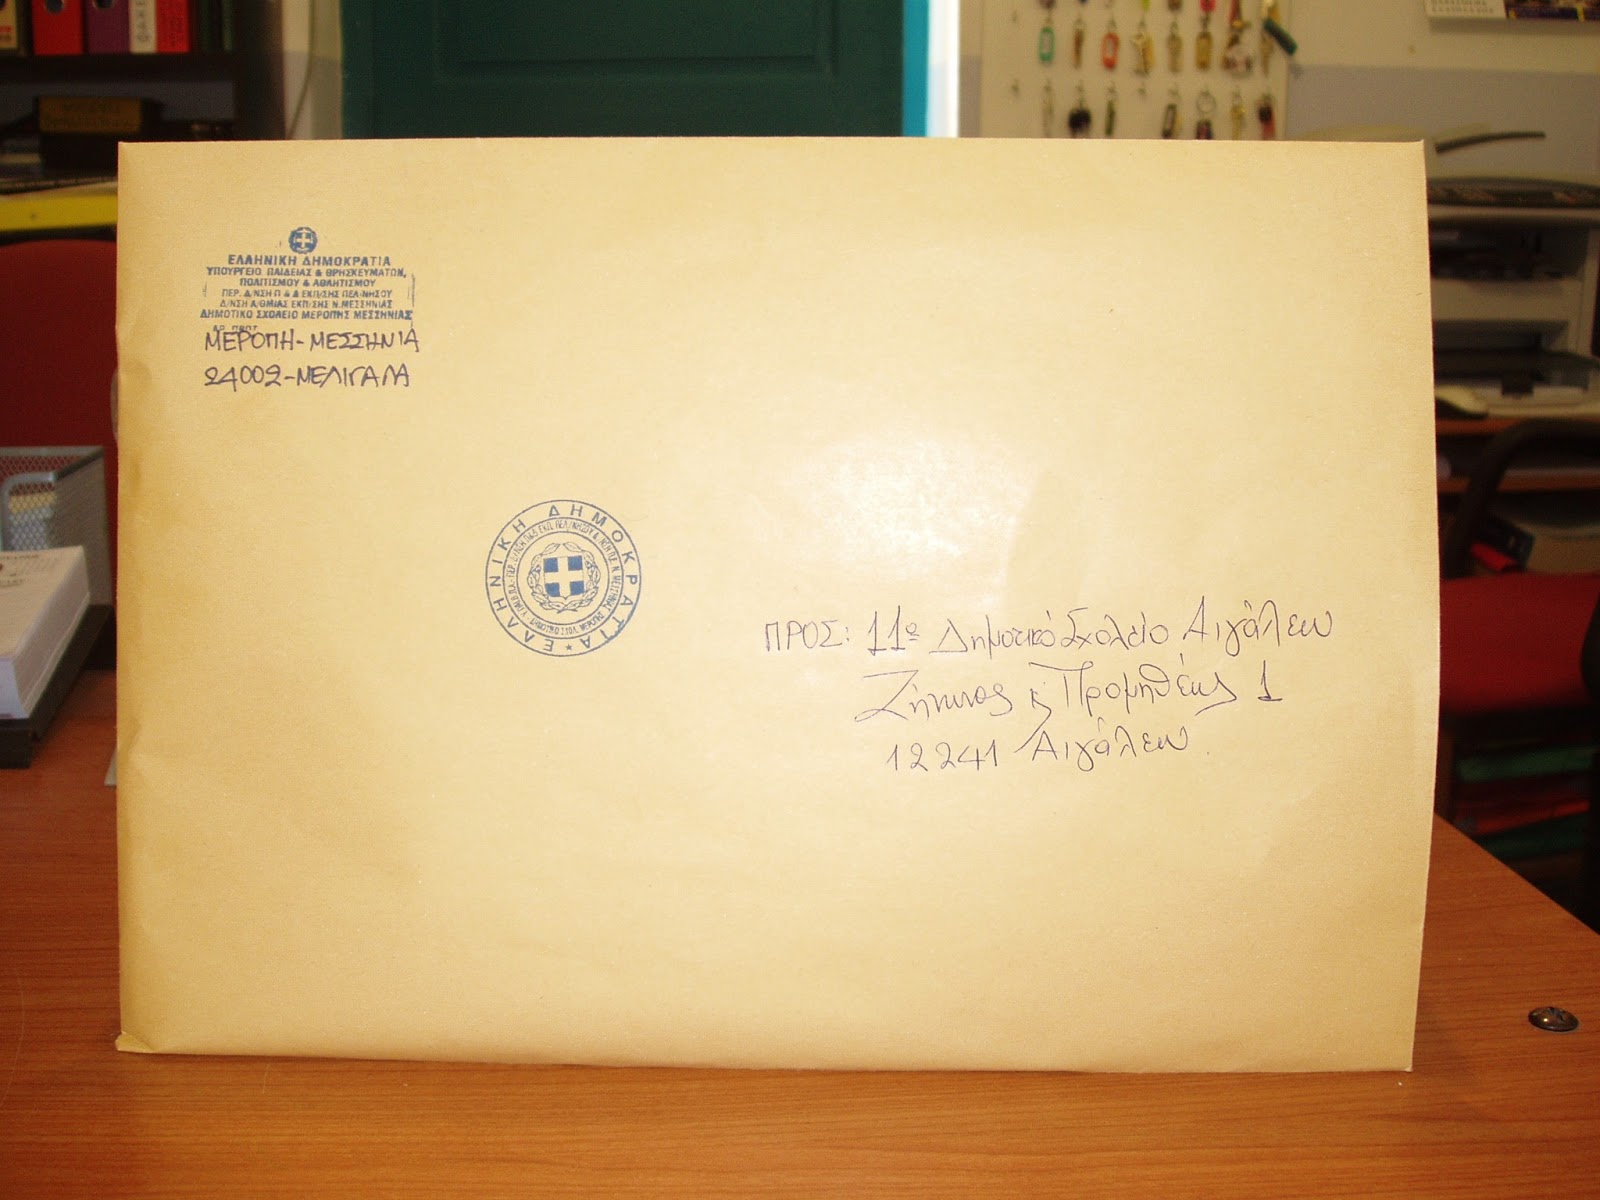 ΕΛΛΗΝΙΚΗ ΔΗΜΟΚΡΑΤΙΑ
ΥΠΟΥΡΓΕΙΟ ΠΑΙΔΕΙΑΣ & ΘΡΗΣΚΕΥΜΑΤΩΝ,
ΠΟΛΙΤΙΣΜΟΥ & ΑΘΛΗΤΙΣΜΟΥ
ΠΕΡ. Δ/ΝΣΗ Π & Δ ΕΚΠ/ΣΗΣ ΠΕΛ/ΝΗΣΟΥ
Δ/ΝΣΗ Α/ΘΜΙΑΣ ΕΚΠ/ΣΗΣ Ν.ΜΕΣΣΗΝΙΑΣ
ΔΗΜΟΤΙΚΟ ΣΧΟΛΕΙΟ ΜΕΡΟΠΗΣ ΜΕΣΣΗΝΙΑΣ
ΜΕΡΟΠΗ-ΜΕΣΣΗΝΙΑ
24002-ΜΕΛΙΓΑΛΑ
ΕΛΛΗΝΙΚΗ ΔΗΜΟΚΡΑΤΙΑ
ΠΡΟΣ: 11ο Δημοτικό Σχολείο Αιγάλεω
Ζήνωνος & Προμηθέως 1
12241 Αιγάλεω